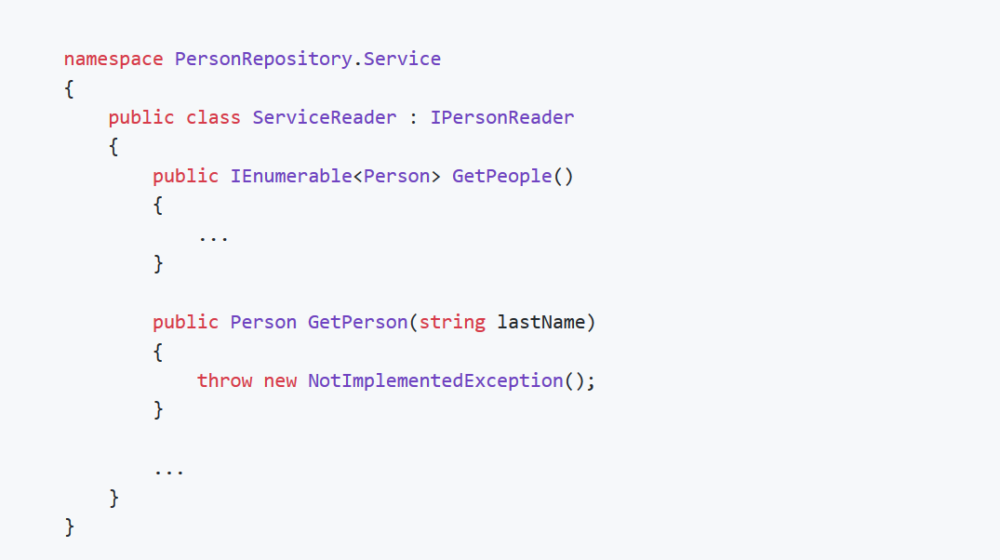 namespace PersonRepository.Service
{
    public class ServiceReader : IPersonReader
    {
        public IEnumerable<Person> GetPeople()
        {
            ...
        }

        public Person GetPerson(string lastName)
        {
            throw new NotImplementedException();
        }

        ...
    }
}